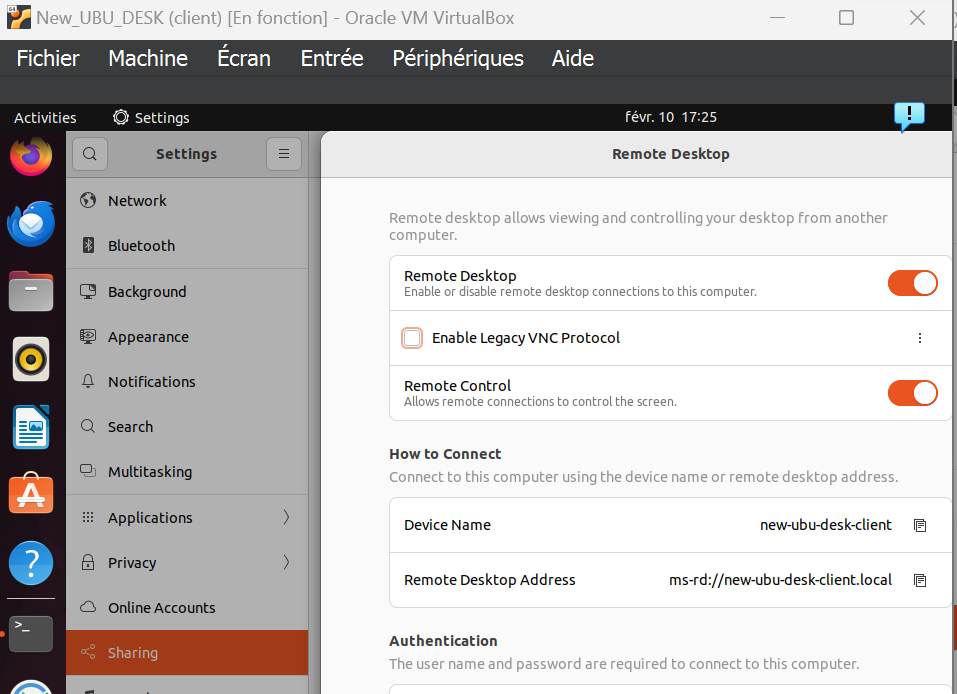 New_UBU_DESK (client) [En fonction] - Oracle VM VirtualBox
Fichier Machine Écran Entrée Périphériques Aide
Activities Settings févr. 10 17:25
Settings
Remote Desktop
Network
Bluetooth
Background
Appearance
Notifications
Search
Multitasking
Applications
Privacy
Online Accounts
Sharing
Remote desktop allows viewing and controlling your desktop from another
computer.
Remote Desktop
Enable or disable remote desktop connections to this computer.
Enable Legacy VNC Protocol
Remote Control
Allows remote connections to control the screen.
How to Connect
Connect to this computer using the device name or remote desktop address.
Device Name new-ubu-desk-client
Remote Desktop Address ms-rd://new-ubu-desk-client.local
Authentication
The user name and password are required to connect to this computer.